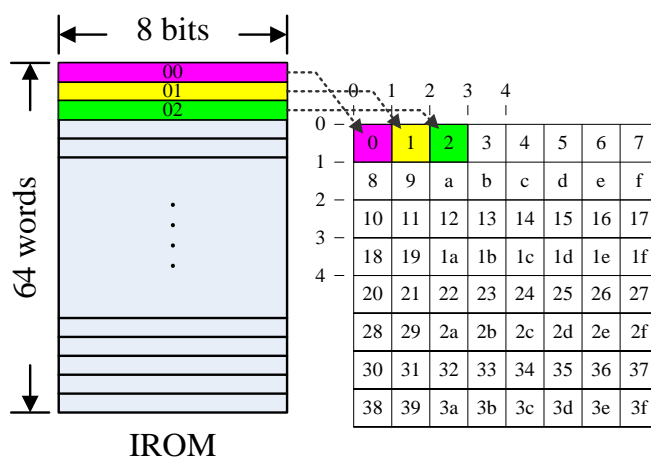 8 bits
00
01
02
64 words
IROM
0 1 2 3 4
0
1
2
3
4
0 1 2 3 4 5 6 7
8 9 a b c d e f
10 11 12 13 14 15 16 17
18 19 1a 1b 1c 1d 1e 1f
20 21 22 23 24 25 26 27
28 29 2a 2b 2c 2d 2e 2f
30 31 32 33 34 35 36 37
38 39 3a 3b 3c 3d 3e 3f